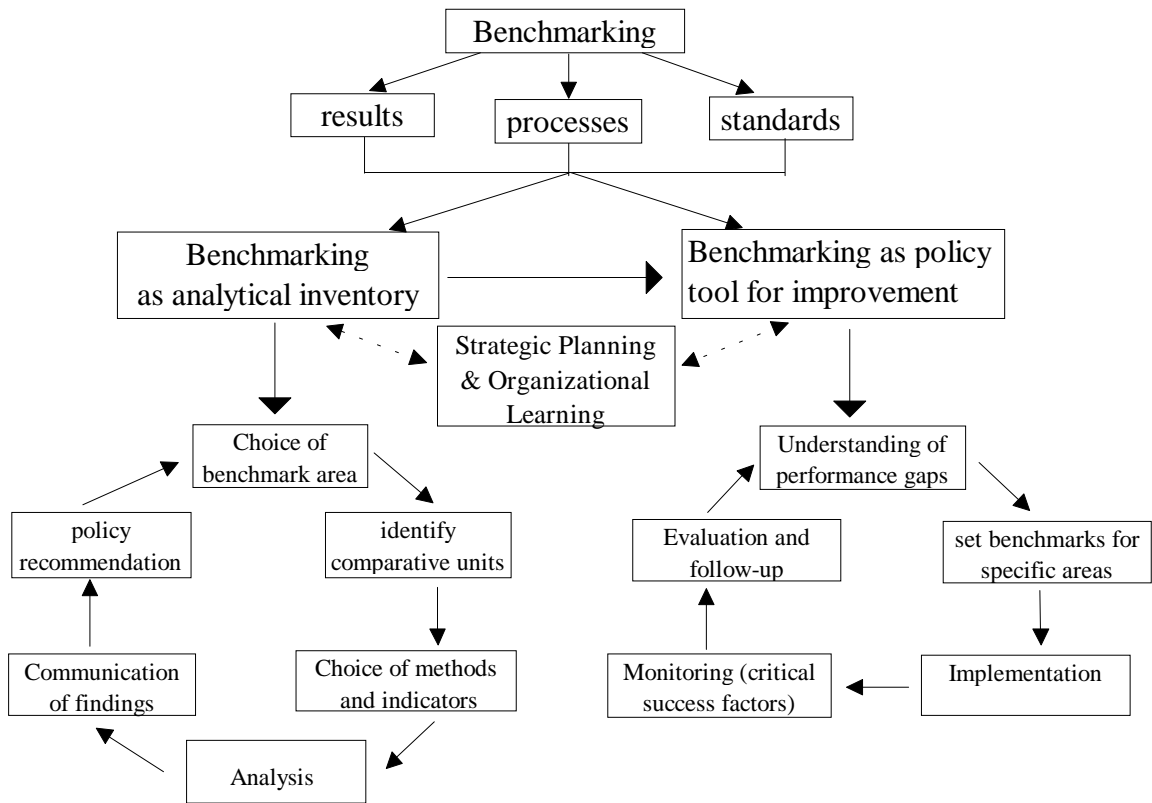 Benchmarking
results
processes
standards
Benchmarking
as analytical inventory
Benchmarking as policy
tool for improvement
Strategic Planning
& Organizational
Learning
Choice of
benchmark area
identify
comparative units
Choice of methods
and indicators
Analysis
Communication
of findings
policy
recommendation
Understanding of
performance gaps
set benchmarks for
specific areas
Implementation
Monitoring (critical
success factors)
Evaluation and
follow-up